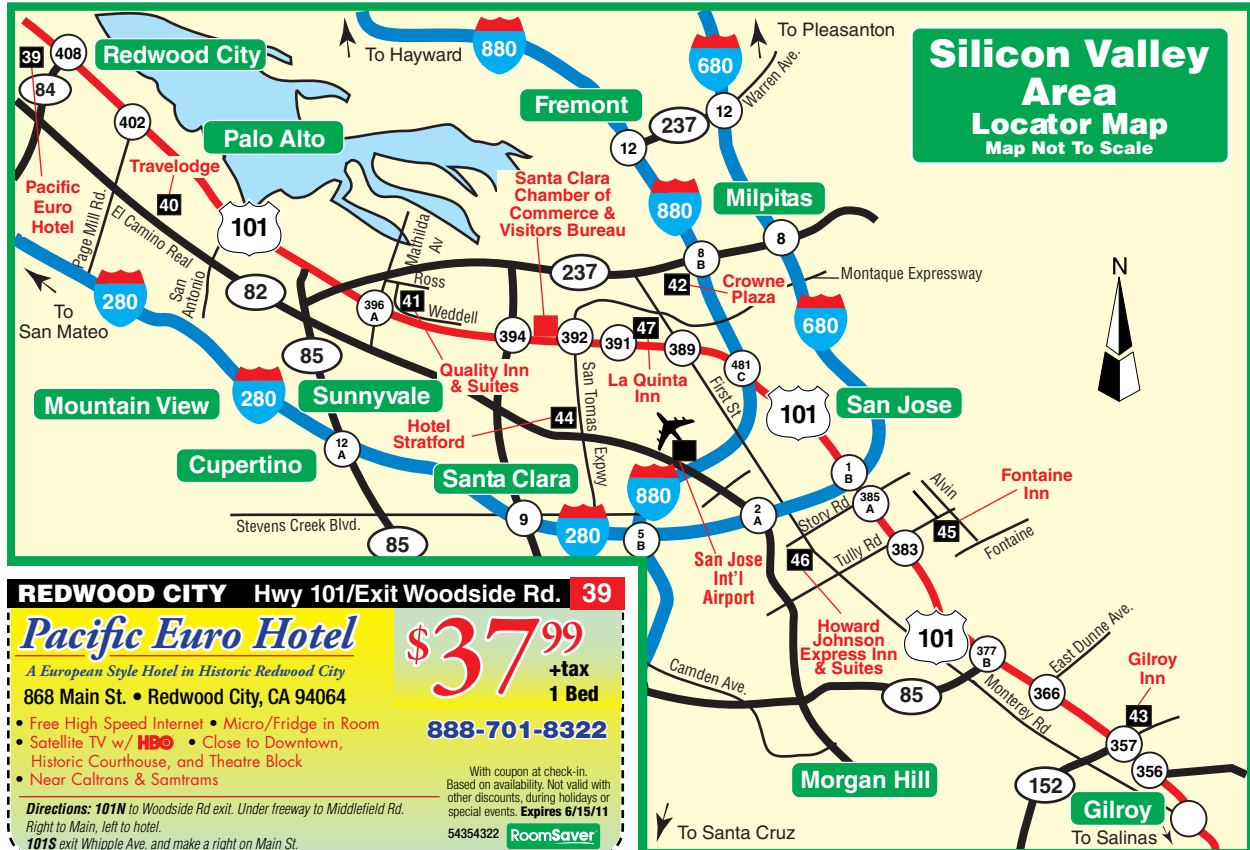 Silicon Valley
Area
Locator Map
Map Not To Scale
39
408
Redwood City
To Hayward
880
680
To Pleasanton
Warren Ave.
84
402
Palo Alto
Fremont
237
12
12
Travelodge
40
Pacific
Euro
Hotel
Page Mill Rd.
El Camino Real
101
Santa Clara
Chamber of
Commerce &
Visitors Bureau
880
Milpitas
8
8
B
San
Antonio
Mathilda
Av
Ross
Weddell
237
42
Crowne
Plaza
Montaque Expressway
N
To
San Mateo
280
82
396
A
41
394
392
391
47
389
481
C
680
85
Quality Inn
& Suites
La Quinta
Inn
Mountain View
280
Sunnyvale
San Tomas
Expwy
First St
101
San Jose
Hotel
Stratford
44
12
A
Cupertino
Santa Clara
880
1
B
385
A
Alvin
Fontaine
Inn
Stevens Creek Blvd.
9
280
5
B
2
A
Story Rd
Tully Rd
383
45
Fontaine
85
San Jose
Int'l
Airport
46
Howard
Johnson
Express Inn
& Suites
101
377
B
East Dunne Ave.
Gilroy
Inn
Camden Ave.
85
Monterey Rd
366
43
357
356
Morgan Hill
152
Gilroy
To Santa Cruz
To Salinas
REDWOOD CITY Hwy 101/Exit Woodside Rd. 39
Pacific Euro Hotel
A European Style Hotel in Historic Redwood City
868 Main St. • Redwood City, CA 94064
• Free High Speed Internet • Micro/Fridge in Room
• Satellite TV w/ HBO • Close to Downtown,
Historic Courthouse, and Theatre Block
• Near Caltrans & Samtrams
Directions: 101N to Woodside Rd exit. Under freeway to Middlefield Rd.
Right to Main, left to hotel.
101S exit Whipple Ave. and make a right on Main St.
$37.99
+tax
1 Bed
888-701-8322
With coupon at check-in.
Based on availability. Not valid with
other discounts, during holidays or
special events. Expires 6/15/11
54354322 RoomSaver